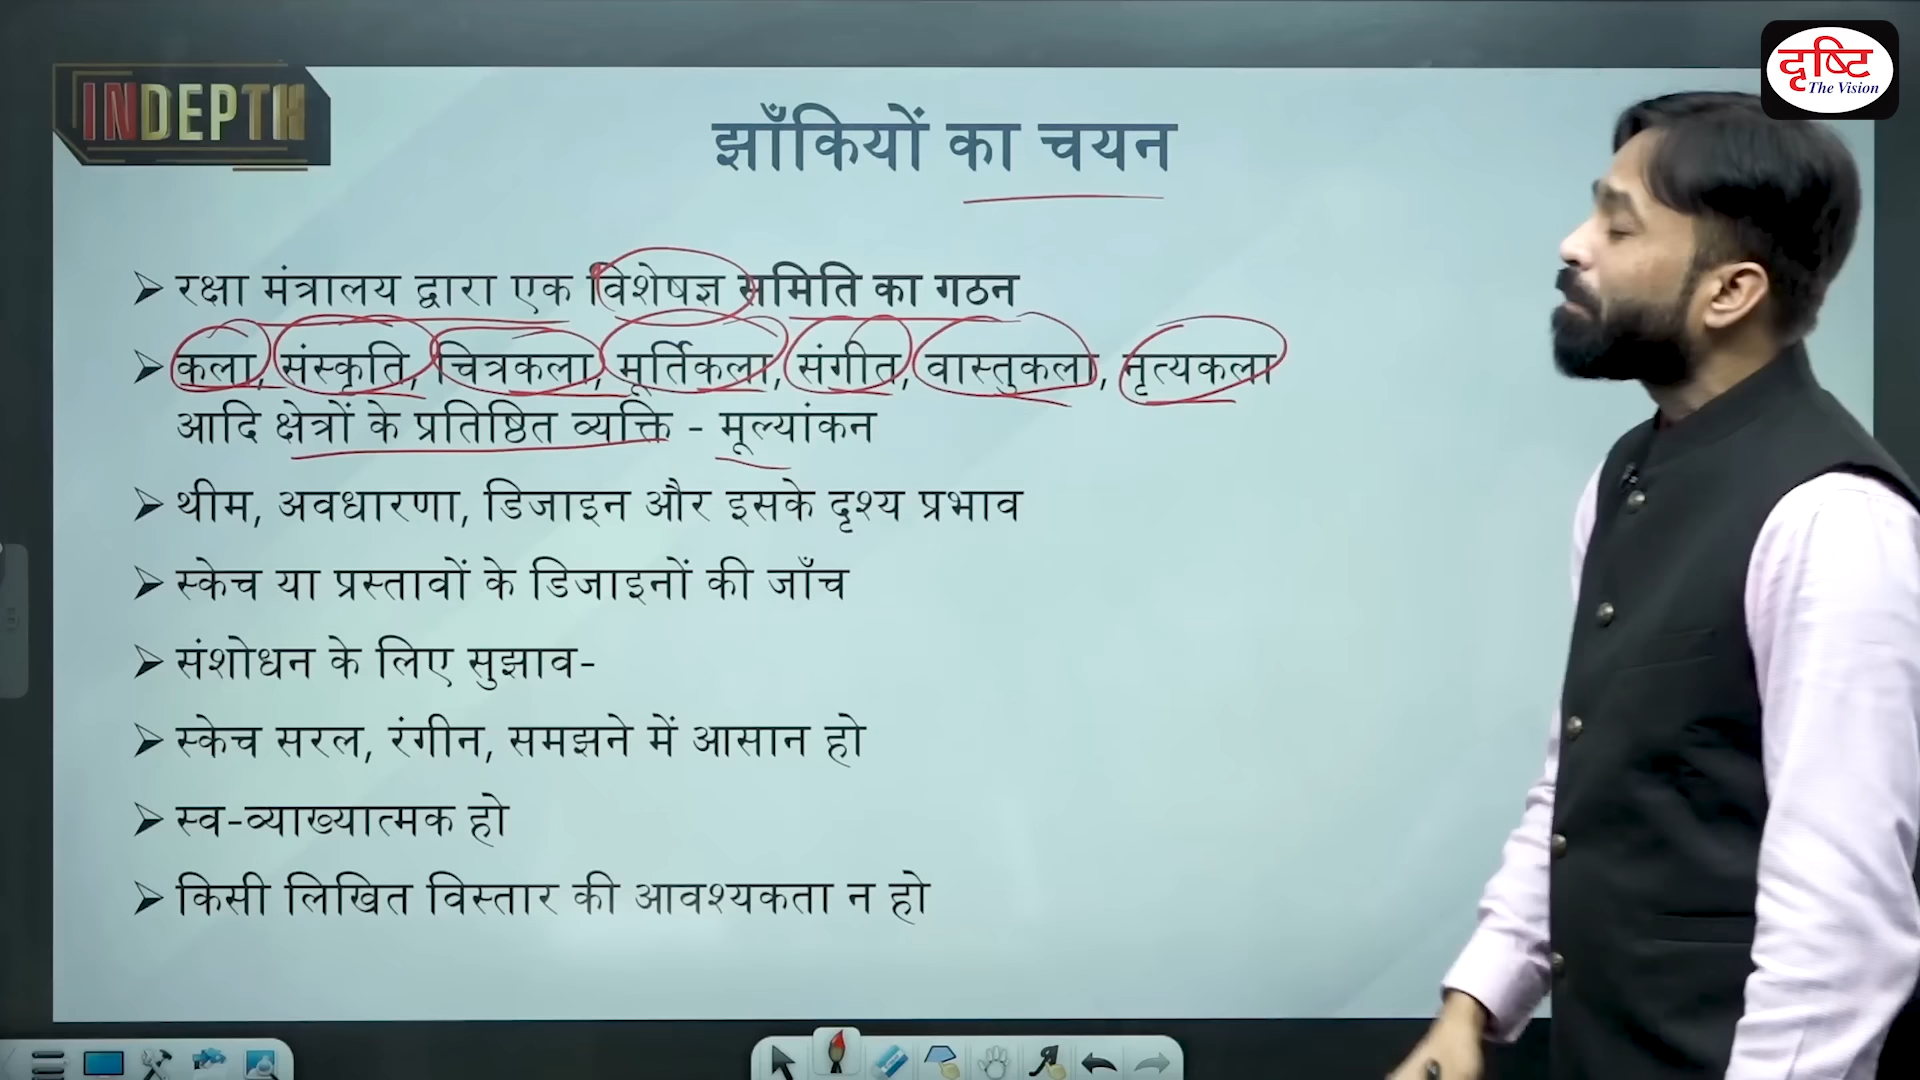 INDEPTH
दृष्टि
The Vision
झाँकियों का चयन
➢ रक्षा मंत्रालय द्वारा एक विशेषज्ञ समिति का गठन
➢ कला, संस्कृति, चित्रकला, मूर्तिकला, संगीत, वास्तुकला, नृत्यकला
आदि क्षेत्रों के प्रतिष्ठित व्यक्ति - मूल्यांकन
➢ थीम, अवधारणा, डिजाइन और इसके दृश्य प्रभाव
➢ स्केच या प्रस्तावों के डिजाइनों की जाँच
➢ संशोधन के लिए सुझाव-
➢ स्केच सरल, रंगीन, समझने में आसान हो
➢ स्व-व्याख्यात्मक हो
➢ किसी लिखित विस्तार की आवश्यकता न हो